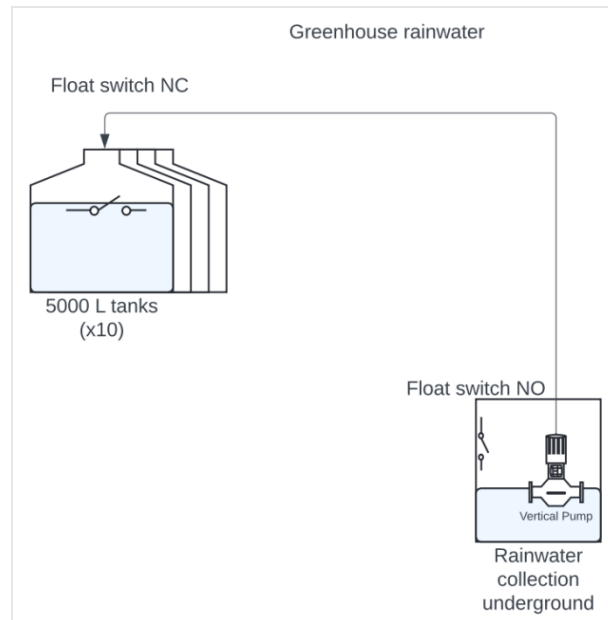 Greenhouse rainwater
Float switch NC
5000 L tanks
(x10)
Float switch NO
Vertical Pump
Rainwater
collection
underground